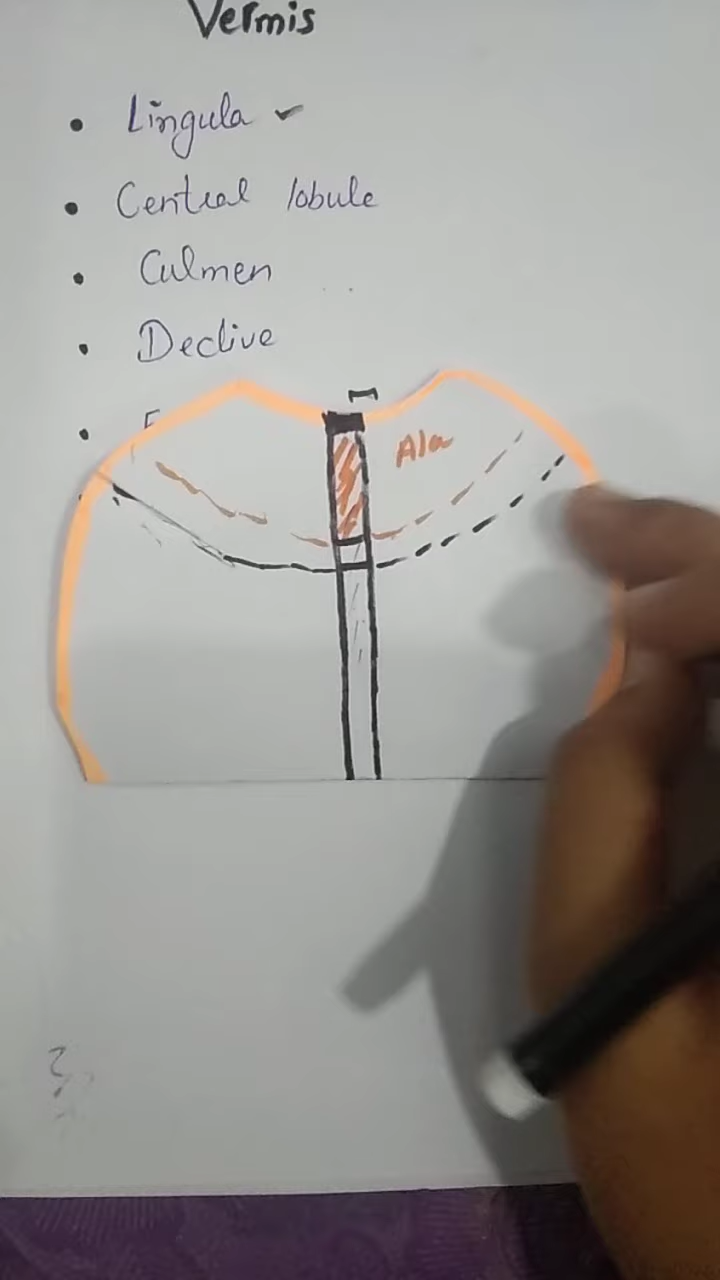 Vermis
• Lingula ✓
• Central lobule
• Culmen
• Declive
• F
Ala